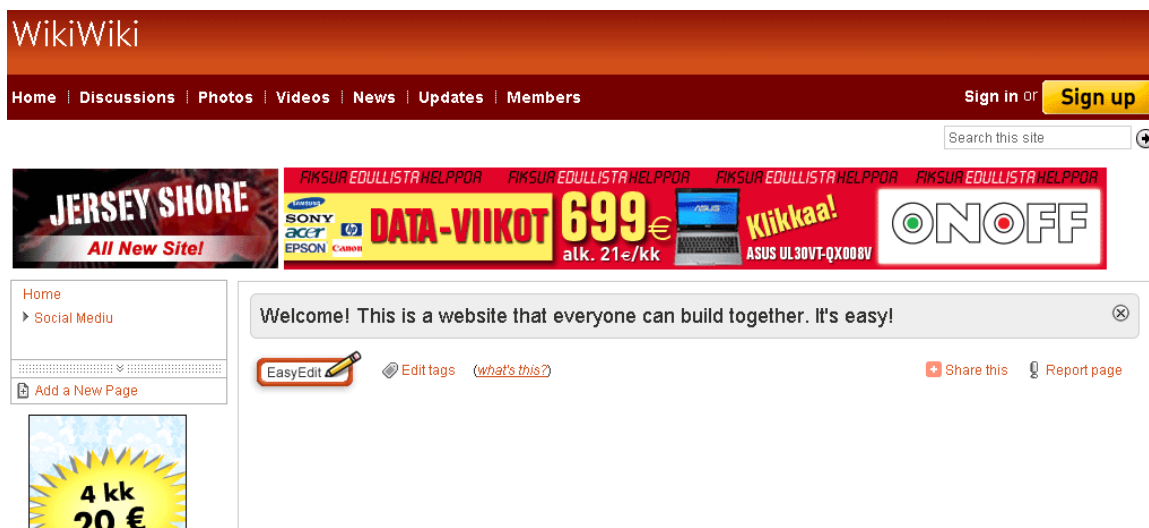 WikiWiki
Home | Discussions | Photos | Videos | News | Updates | Members
Sign in or Sign up
Search this site
JERSEY SHORE
All New Site!
FIKSUA EDULLISTA HELPPOA FIKSUA EDULLISTA HELPPOA FIKSUA EDULLISTA HELPPOA FIKSUA EDULLISTA HELPPOA
SAMSUNG
SONY
acer hp
EPSON Canon
DATA-VIIKOT
699€
alk. 21€/kk
ASUS
Klikkaa!
ASUS UL30VT-QX008V
ONOFF
Home
Social Mediu
Add a New Page
Welcome! This is a website that everyone can build together. It's easy!
EasyEdit
Edit tags (what's this?)
Share this
Report page
4 kk
20 €